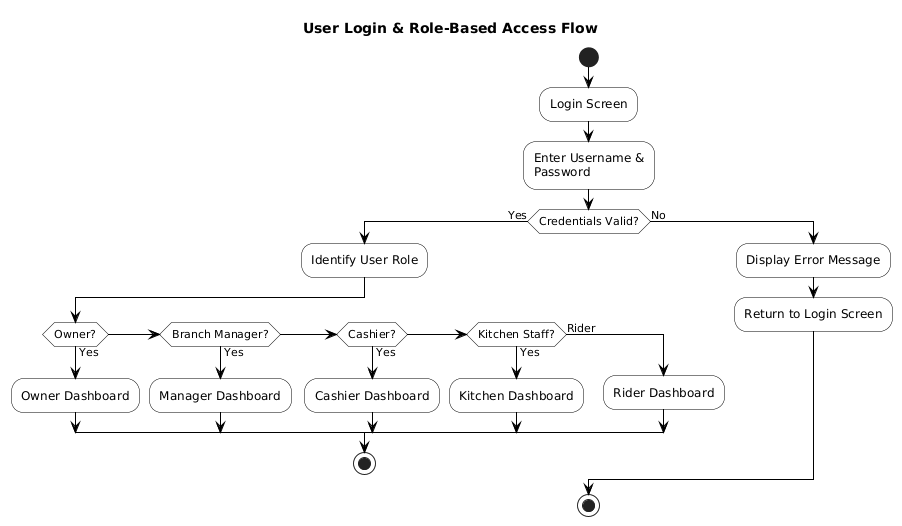 User Login & Role-Based Access Flow
Login Screen
Enter Username &
Password
Yes
Credentials Valid?
No
Identify User Role
Display Error Message
Return to Login Screen
Owner?
Branch Manager?
Cashier?
Kitchen Staff?
Rider
Yes
Yes
Yes
Yes
Owner Dashboard
Manager Dashboard
Cashier Dashboard
Kitchen Dashboard
Rider Dashboard